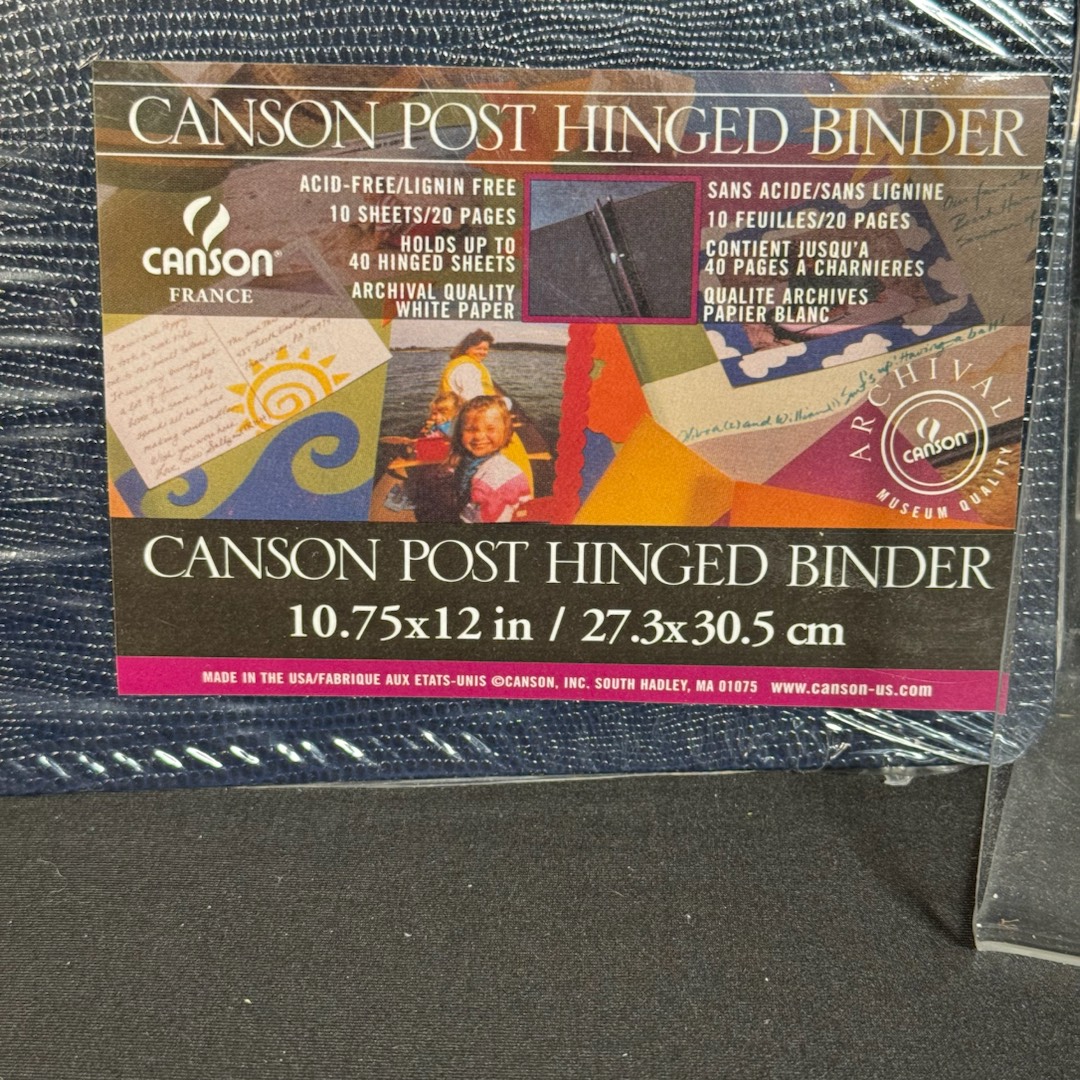 CANSON POST HINGED BINDER
CANSON®
FRANCE
ACID-FREE/LIGNIN FREE
10 SHEETS/20 PAGES
HOLDS UP TO
40 HINGED SHEETS
ARCHIVAL QUALITY
WHITE PAPER
SANS ACIDE/SANS LIGNINE
10 FEUILLES/20 PAGES
CONTIENT JUSQU'A
40 PAGES A CHARNIERES
QUALITE ARCHIVES
PAPIER BLANC
ARCHIVAL
CANSON
MUSEUM QUALITY
CANSON POST HINGED BINDER
10.75x12 in / 27.3x30.5 cm
MADE IN THE USA/FABRIQUE AUX ETATS-UNIS ©CANSON, INC. SOUTH HADLEY, MA 01075 www.canson-us.com